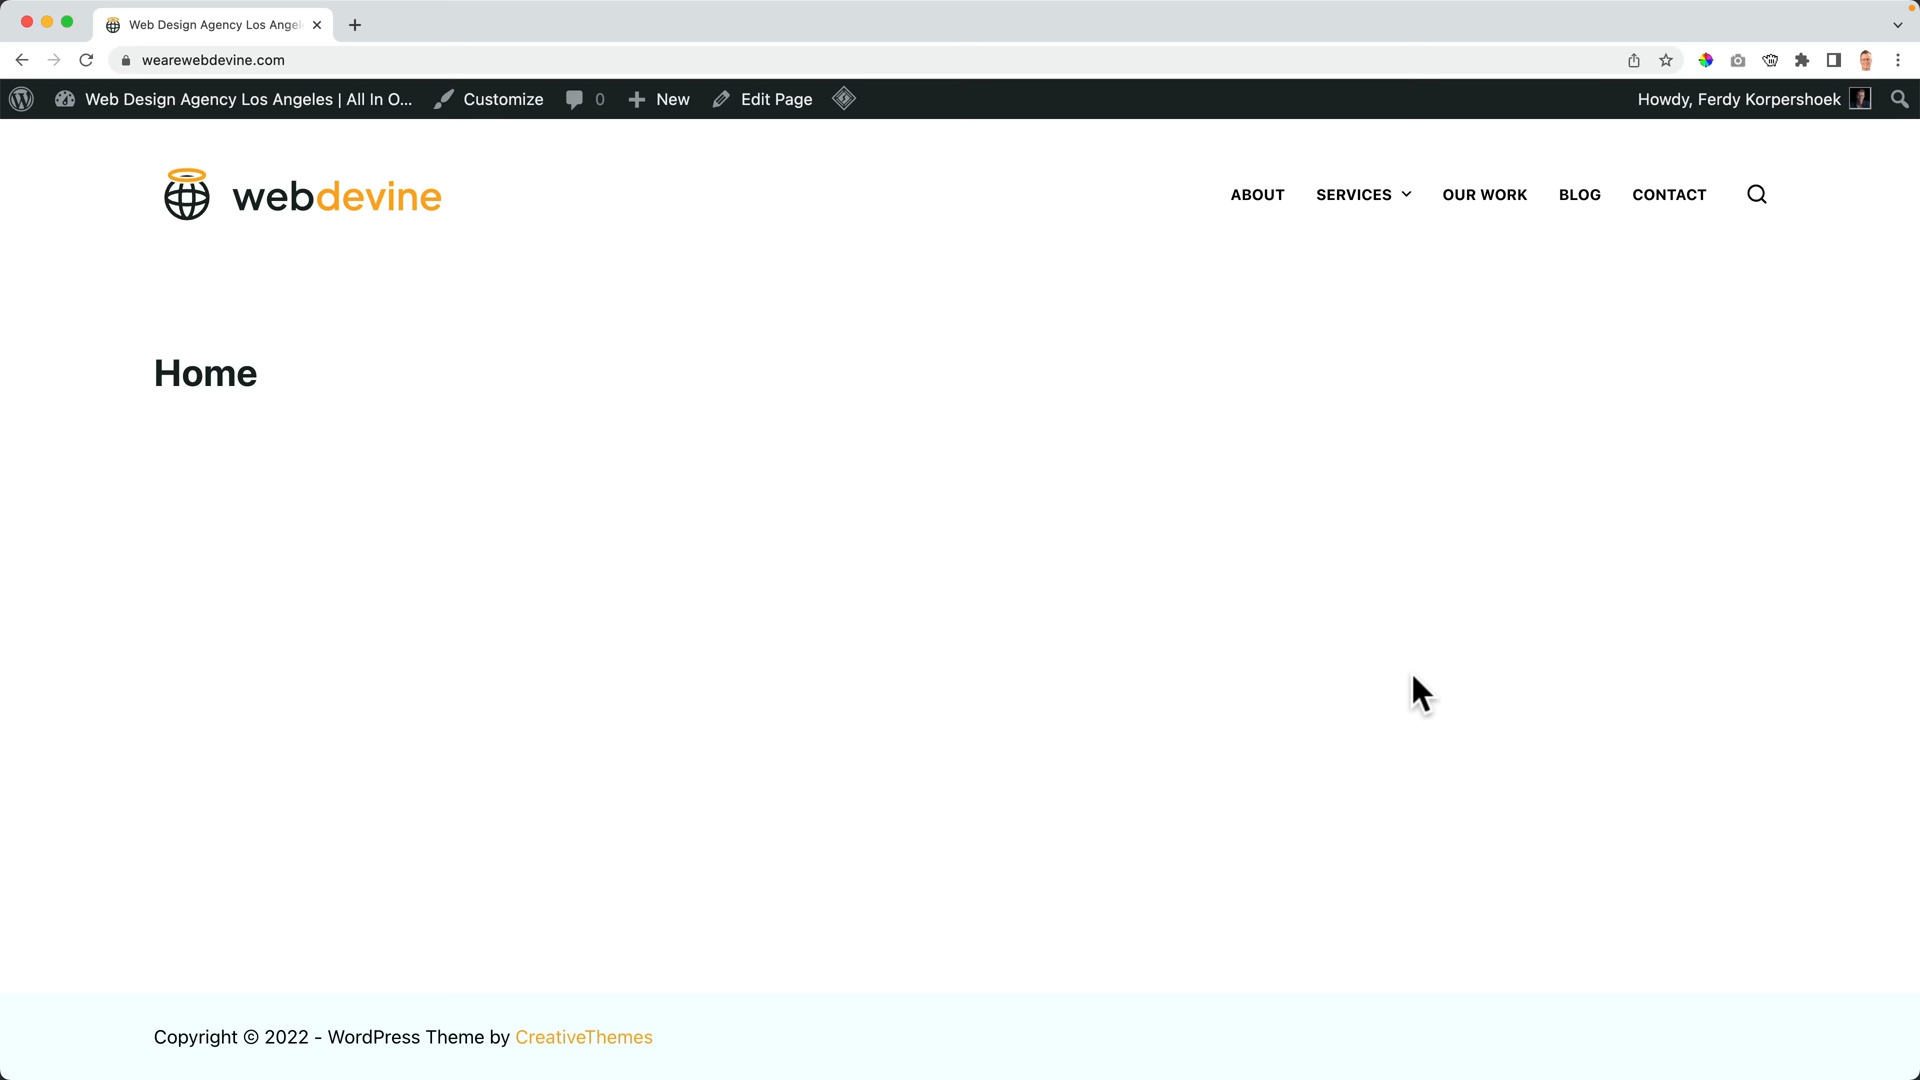 Web Design Agency Los Angel
wearewebdevine.com
Web Design Agency Los Angeles | All In O... Customize 0 New Edit Page Howdy, Ferdy Korpershoek
webdevine ABOUT SERVICES OUR WORK BLOG CONTACT
Home
Copyright © 2022 - WordPress Theme by CreativeThemes